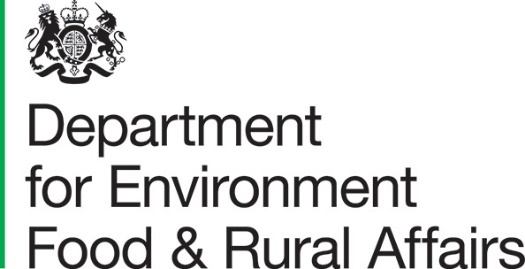 Department
for Environment
Food & Rural Affairs